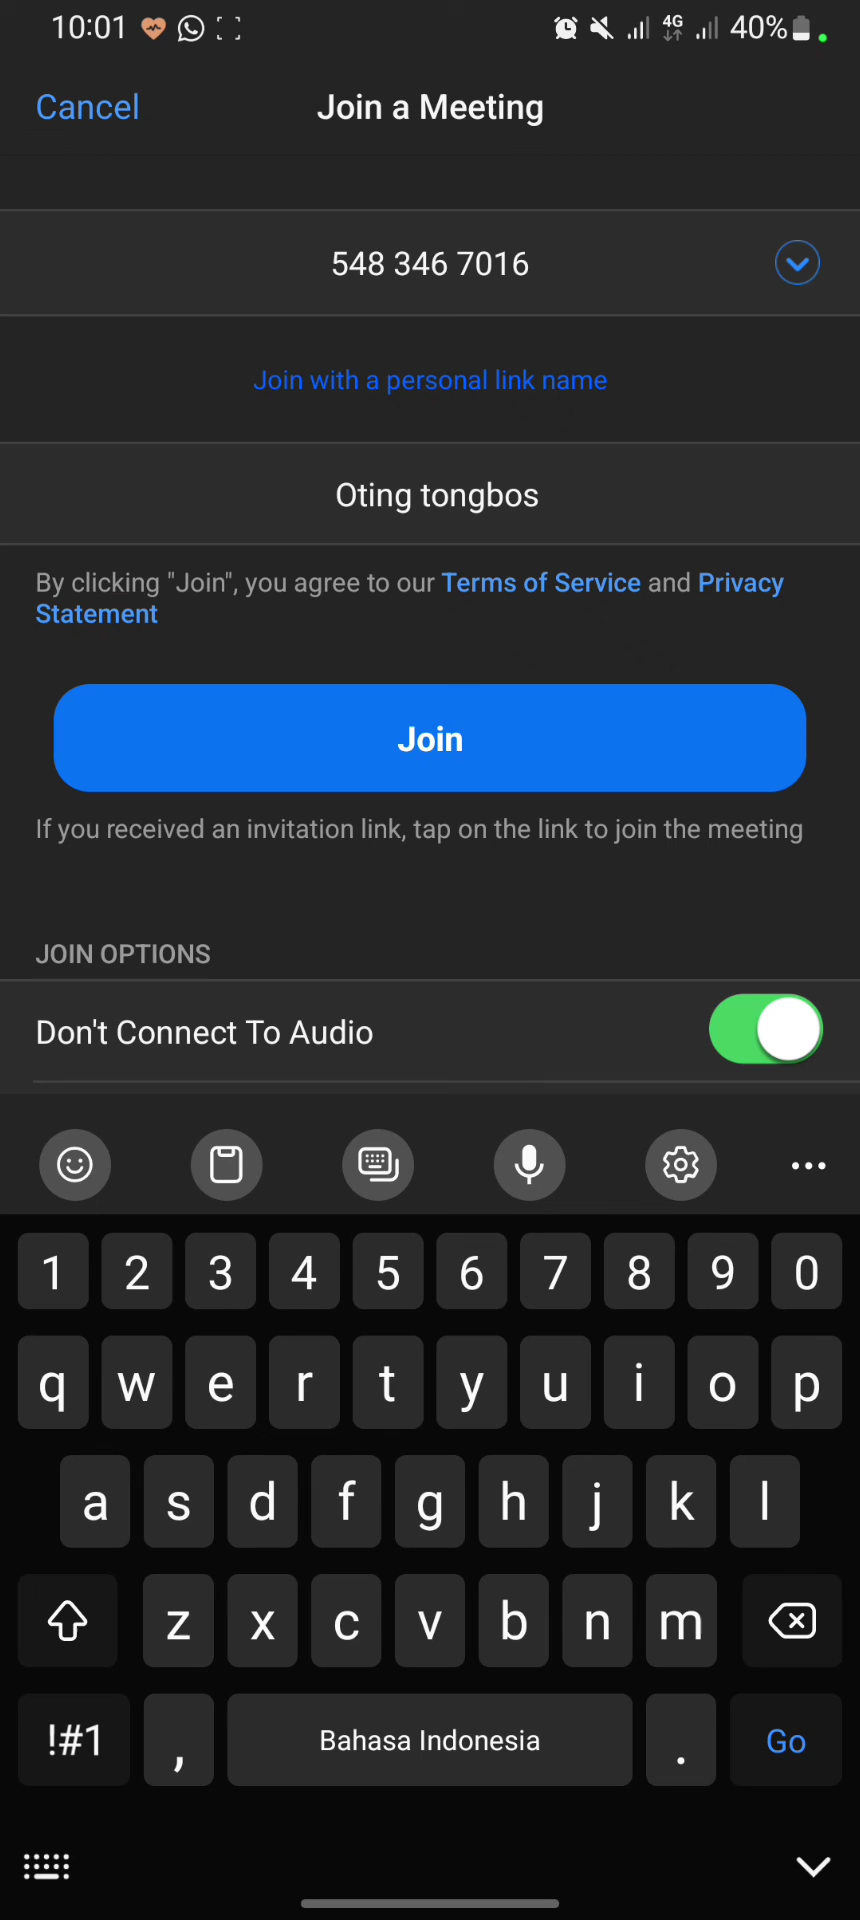 10:01 4G 40%
Cancel Join a Meeting
548 346 7016
Join with a personal link name
Oting tongbos
By clicking "Join", you agree to our Terms of Service and Privacy
Statement
Join
If you received an invitation link, tap on the link to join the meeting
JOIN OPTIONS
Don't Connect To Audio
1 2 3 4 5 6 7 8 9 0
q w e r t y u i o p
a s d f g h j k l
z x c v b n m
!#1 , Bahasa Indonesia . Go